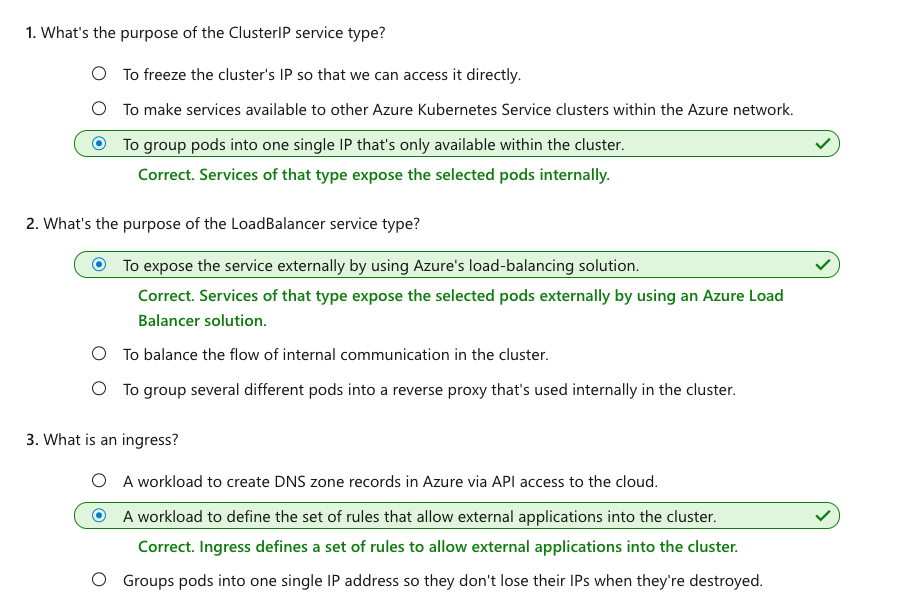 1. What's the purpose of the ClusterIP service type?
To freeze the cluster's IP so that we can access it directly.
To make services available to other Azure Kubernetes Service clusters within the Azure network.
To group pods into one single IP that's only available within the cluster.
Correct. Services of that type expose the selected pods internally.
2. What's the purpose of the LoadBalancer service type?
To expose the service externally by using Azure's load-balancing solution.
Correct. Services of that type expose the selected pods externally by using an Azure Load
Balancer solution.
To balance the flow of internal communication in the cluster.
To group several different pods into a reverse proxy that's used internally in the cluster.
3. What is an ingress?
A workload to create DNS zone records in Azure via API access to the cloud.
A workload to define the set of rules that allow external applications into the cluster.
Correct. Ingress defines a set of rules to allow external applications into the cluster.
Groups pods into one single IP address so they don't lose their IPs when they're destroyed.